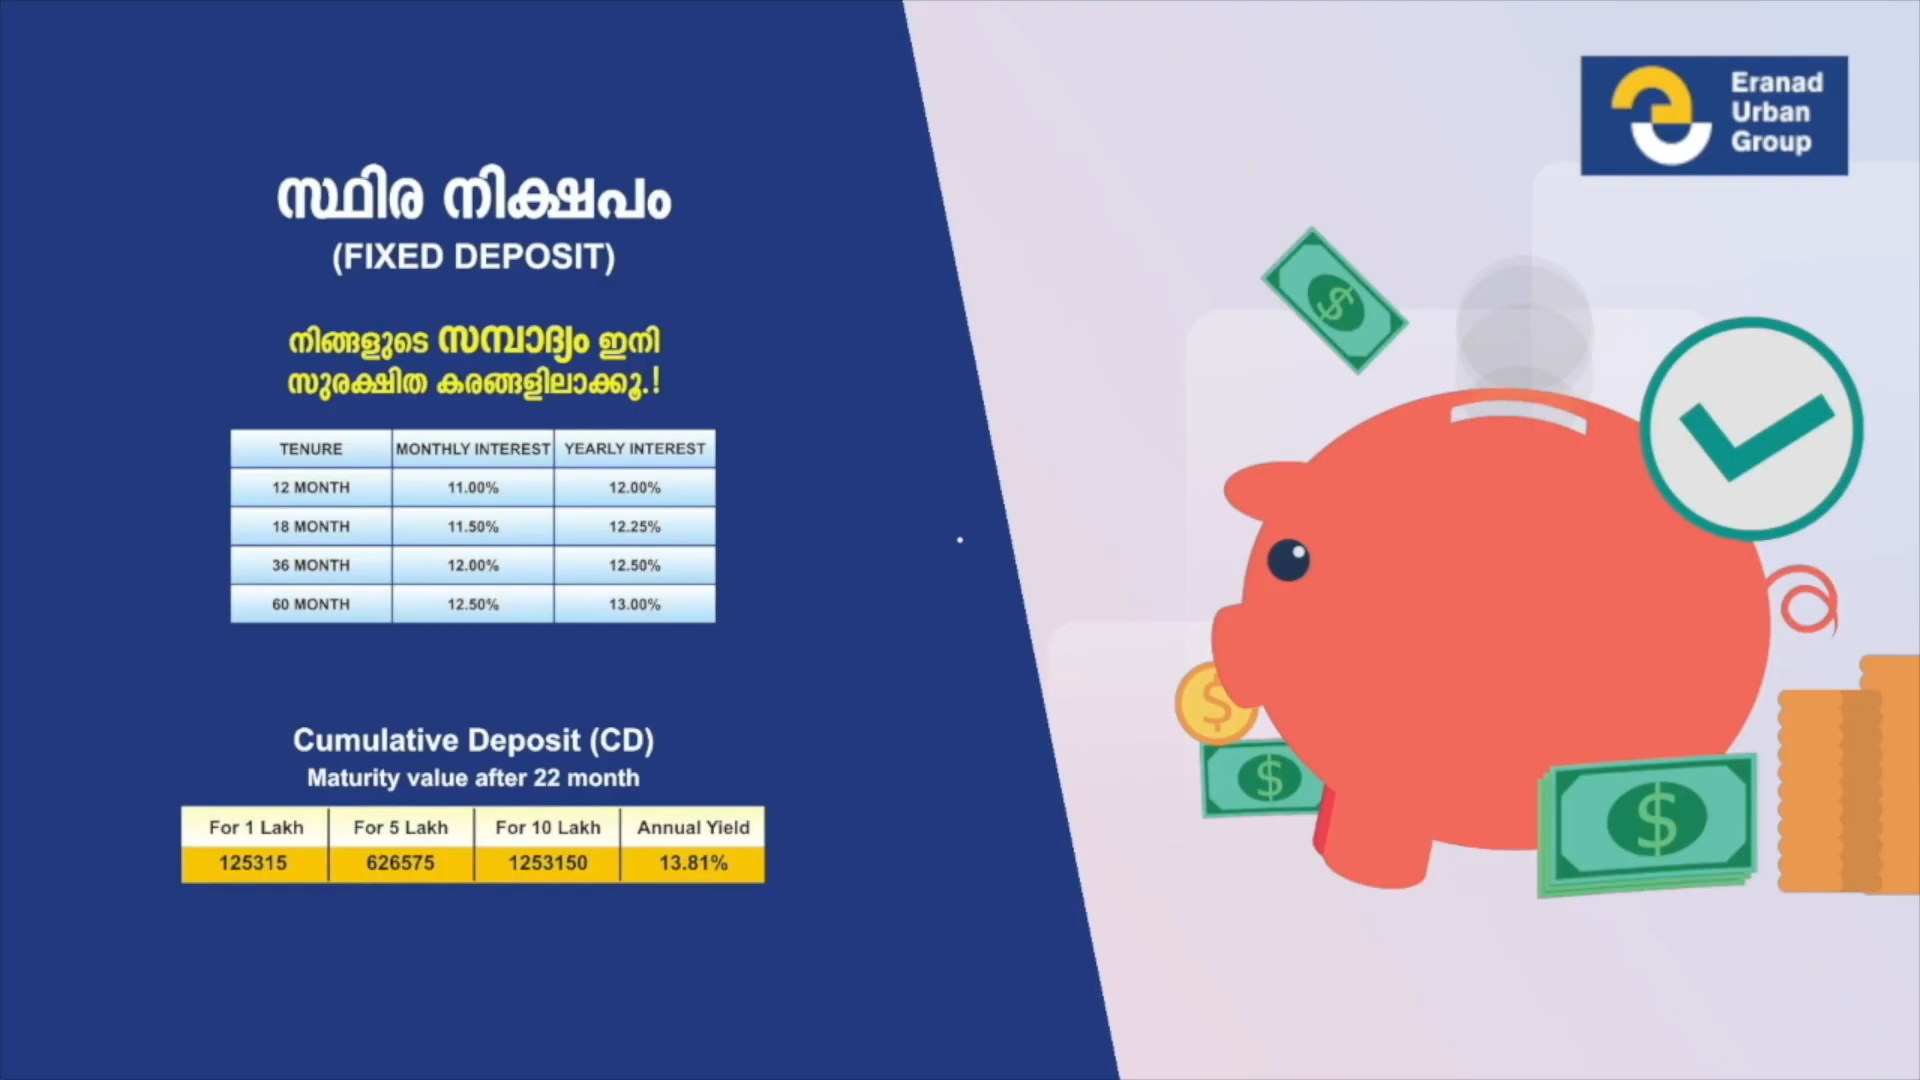 സ്ഥിര നിക്ഷപം
(FIXED DEPOSIT)
നിങ്ങളുടെ സമ്പാദ്യം ഇനി
സുരക്ഷിത കരങ്ങളിലാക്കൂ.!
TENURE MONTHLY INTEREST YEARLY INTEREST
12 MONTH 11.00% 12.00%
18 MONTH 11.50% 12.25%
36 MONTH 12.00% 12.50%
60 MONTH 12.50% 13.00%
Cumulative Deposit (CD)
Maturity value after 22 month
For 1 Lakh For 5 Lakh For 10 Lakh Annual Yield
125315 626575 1253150 13.81%
Eranad
Urban
Group
$
$
$
$